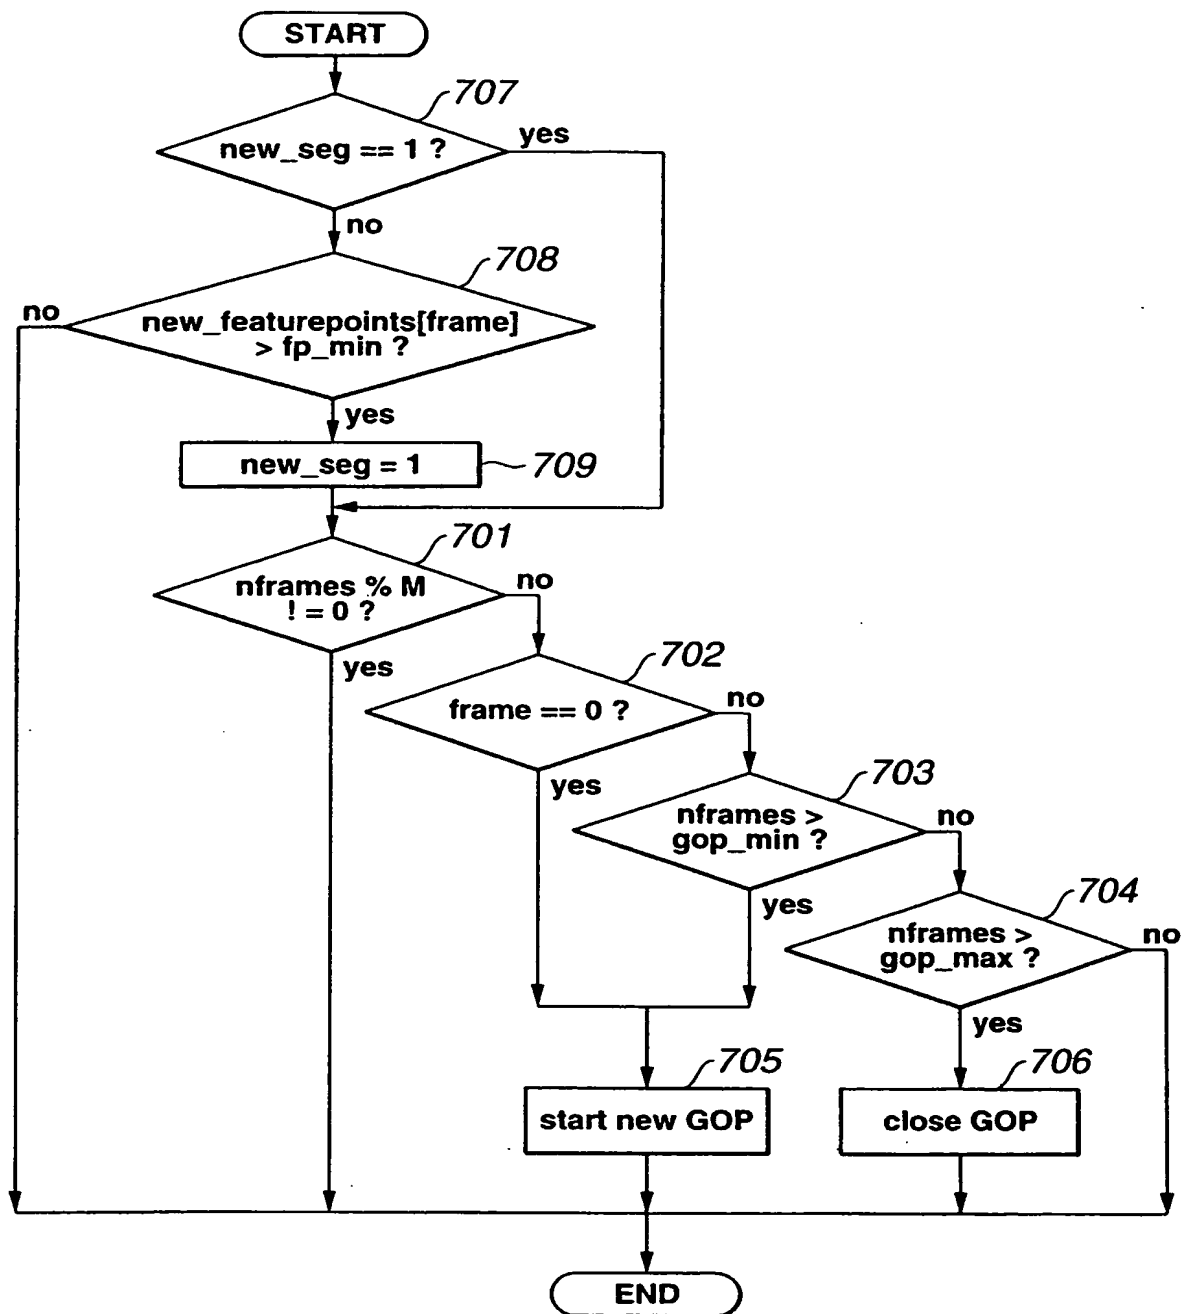 START
707
new_seg == 1 ?
yes
no
708
no
new_featurepoints[frame]
> fp_min ?
yes
new_seg = 1
709
701
nframes % M
! = 0 ?
no
yes
702
frame == 0 ?
no
yes
703
nframes >
gop_min ?
no
yes
704
nframes >
gop_max ?
no
yes
705
start new GOP
706
close GOP
END